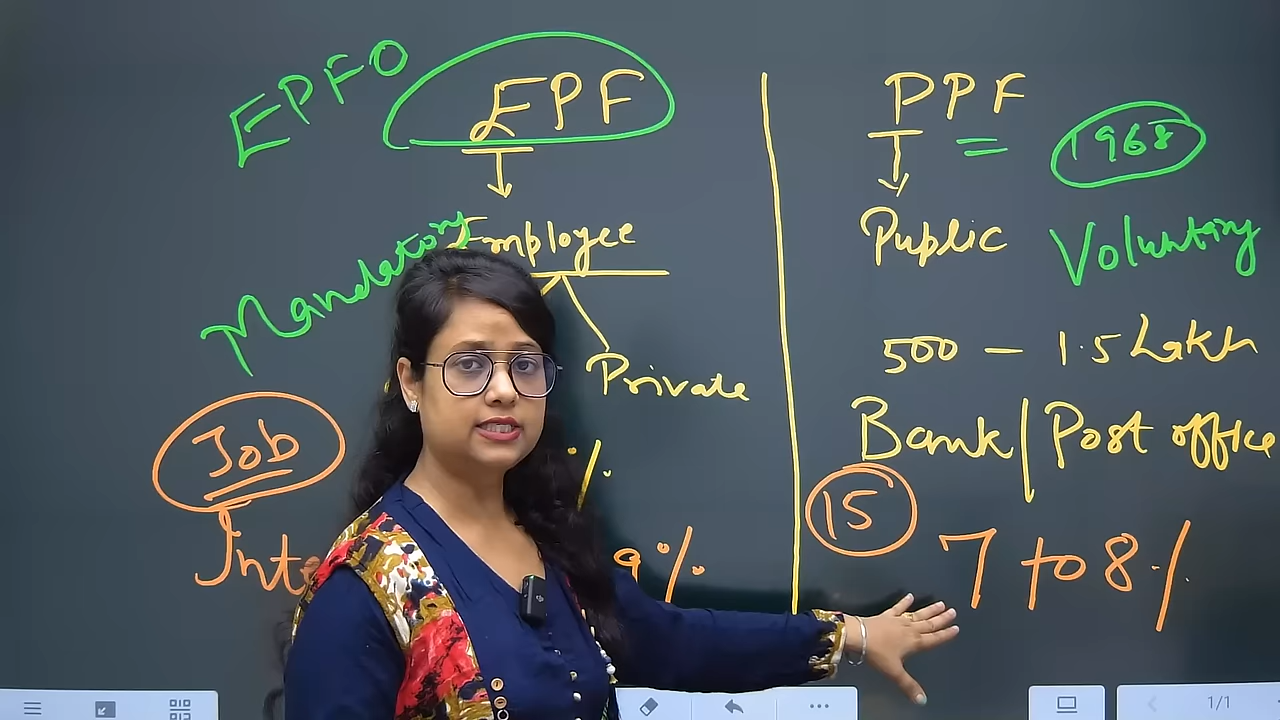 EPFO
EPF
Mandatory
Employee
Private
Job
%
9%
PPF
1968
Public
Voluntary
500 - 1.5 Lakh
Bank/Post office
15
7 to 8%
1/1